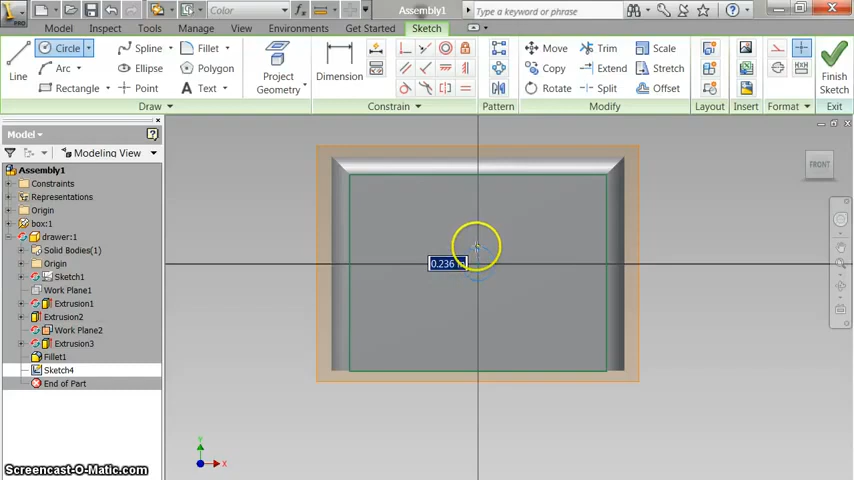 Color
Assembly1
Type a keyword or phrase
PRO
Model Inspect Tools Manage View Environments Get Started Sketch
Circle Spline Fillet Move Trim Scale
Line Arc Ellipse Polygon Project Geometry Dimension Copy Extend Stretch Finish Sketch
Rectangle Point Text Rotate Split Offset
Draw Constrain Pattern Modify Layout Insert Format Exit
Model
Modeling View
Assembly1
Constraints
Representations
Origin
box:1
drawer:1
Solid Bodies(1)
Origin
Sketch1
Work Plane1
Extrusion1
Extrusion2
Work Plane2
Extrusion3
Fillet1
Sketch4
End of Part
FRONT
0.236 in
Y
X
Screencast-O-Matic.com